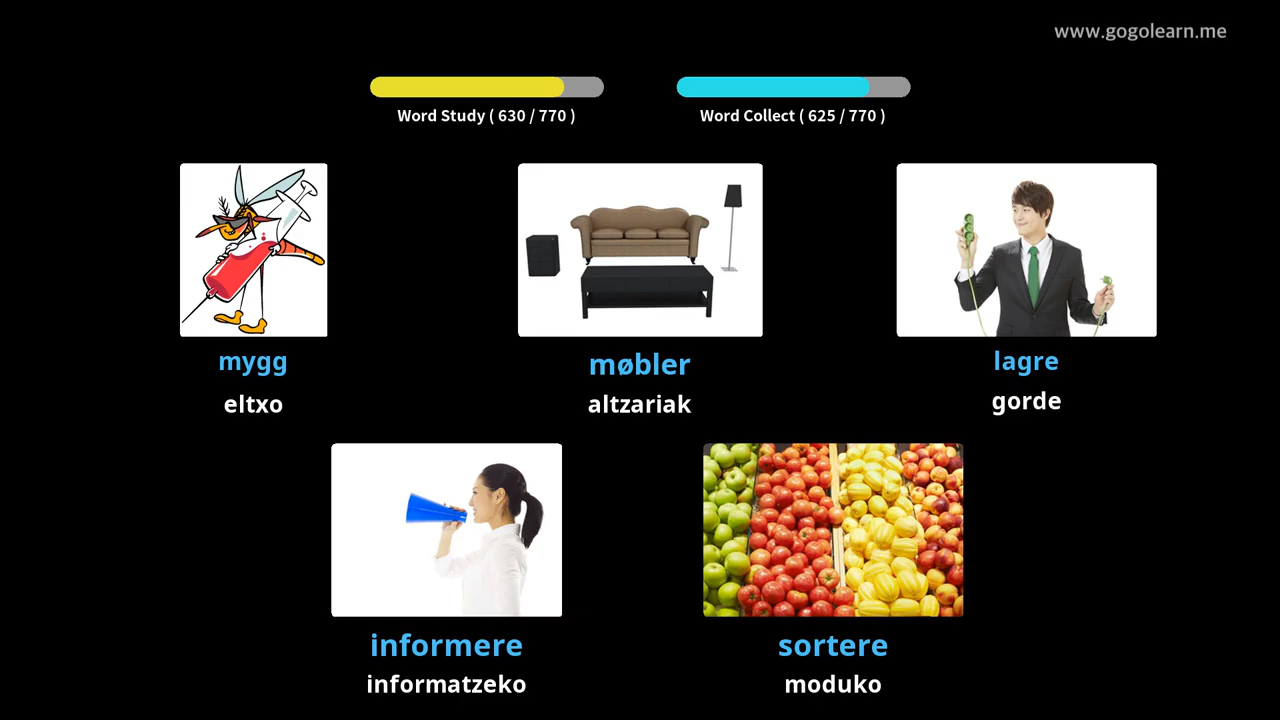 www.gogolearn.me
Word Study ( 630 / 770 )
Word Collect ( 625 / 770 )
mygg
eltxo
møbler
altzariak
lagre
gorde
informere
informatzeko
sortere
moduko